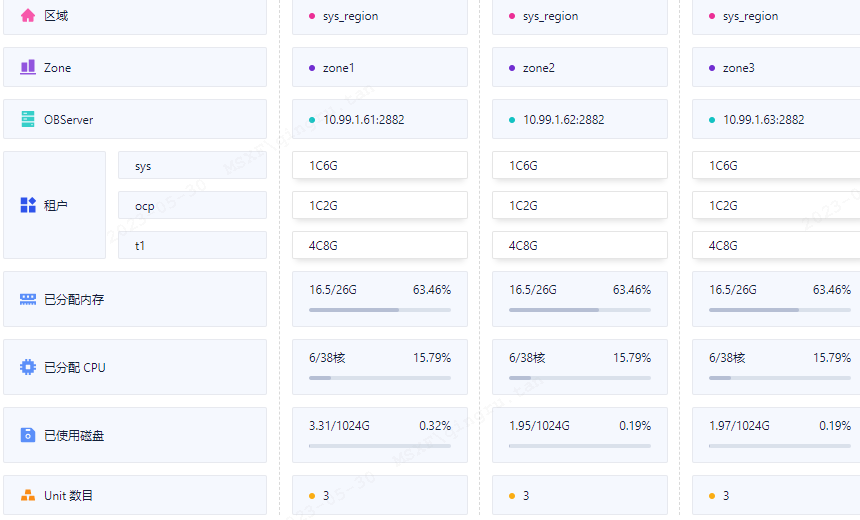 区域 sys_region sys_region sys_region
Zone zone1 zone2 zone3
OBServer 10.99.1.61:2882 10.99.1.62:2882 10.99.1.63:2882
租户
sys 1C6G 1C6G 1C6G
ocp 1C2G 1C2G 1C2G
t1 4C8G 4C8G 4C8G
已分配内存 16.5/26G 63.46% 16.5/26G 63.46% 16.5/26G 63.46%
已分配 CPU 6/38核 15.79% 6/38核 15.79% 6/38核 15.79%
已使用磁盘 3.31/1024G 0.32% 1.95/1024G 0.19% 1.97/1024G 0.19%
Unit 数目 3 3 3
2023-05-30